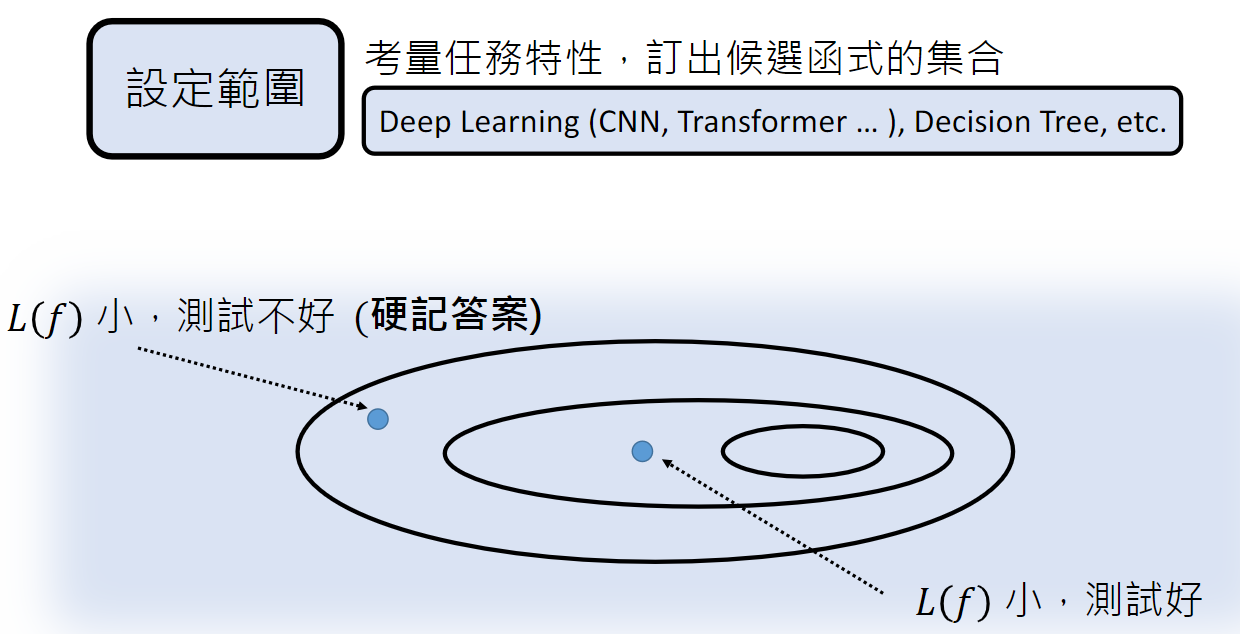 設定範圍
考量任務特性，訂出候選函式的集合
Deep Learning (CNN, Transformer … ), Decision Tree, etc.
L(f) 小，測試不好 (硬記答案)
L(f) 小，測試好